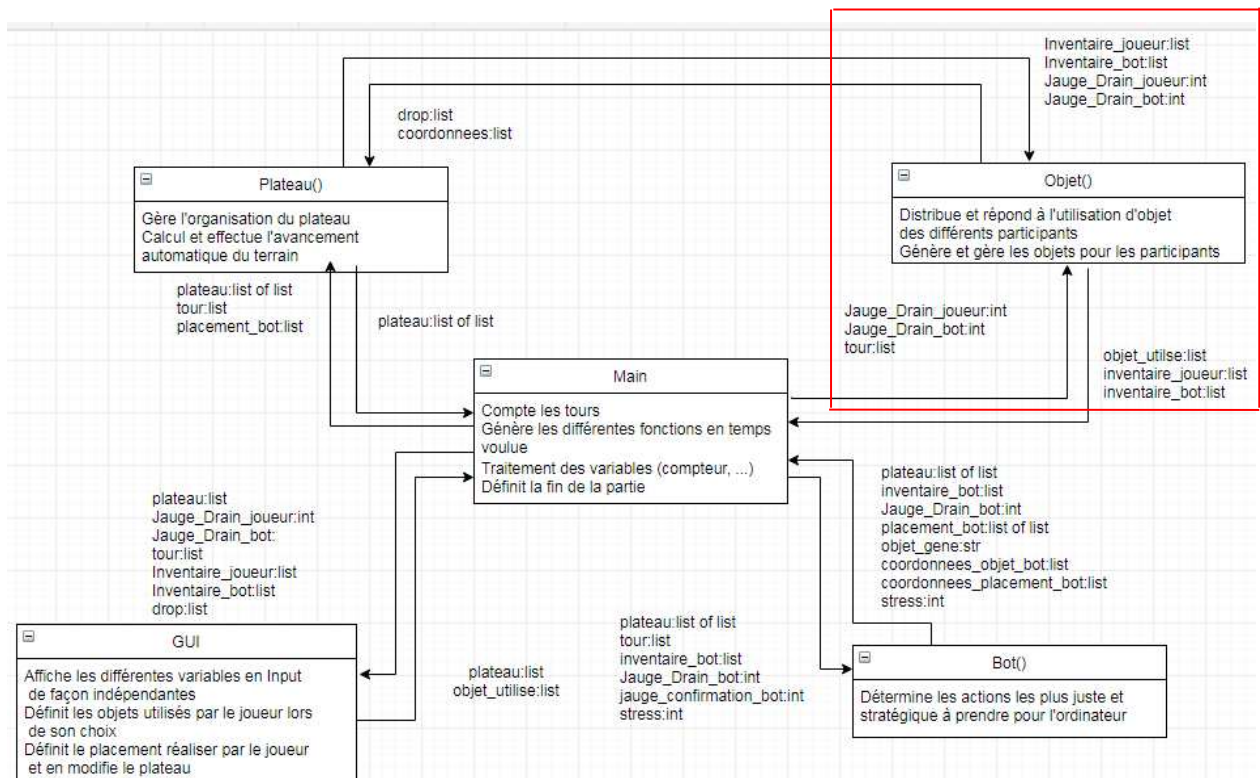 Inventaire_joueur:list
Inventaire_bot:list
Jauge_Drain_joueur:int
Jauge_Drain_bot:int
drop:list
coordonnees:list
Plateau()
Gère l'organisation du plateau
Calcul et effectue l'avancement
automatique du terrain
Objet()
Distribue et répond à l'utilisation d'objet
des différents participants
Génère et gère les objets pour les participants
plateau:list of list
tour:list
placement_bot:list
plateau:list of list
Jauge_Drain_joueur:int
Jauge_Drain_bot:int
tour:list
objet_utilse:list
inventaire_joueur:list
inventaire_bot:list
Main
Compte les tours
Génère les différentes fonctions en temps
voulue
Traitement des variables (compteur, ...)
Définit la fin de la partie
plateau:list
Jauge_Drain_joueur:int
Jauge_Drain_bot:
tour:list
Inventaire_joueur:list
Inventaire_bot:list
drop:list
plateau:list of list
inventaire_bot:list
Jauge_Drain_bot:int
placement_bot:list of list
objet_gene:str
coordonnees_objet_bot:list
coordonnees_placement_bot:list
stress:int
GUI
Affiche les différentes variables en Input
de façon indépendantes
Définit les objets utilisés par le joueur lors
de son choix
Définit le placement réaliser par le joueur
et en modifie le plateau
plateau:list
objet_utilise:list
plateau:list of list
tour:list
inventaire_bot:list
Jauge_Drain_bot:int
jauge_confirmation_bot:int
stress:int
Bot()
Détermine les actions les plus juste et
stratégique à prendre pour l'ordinateur